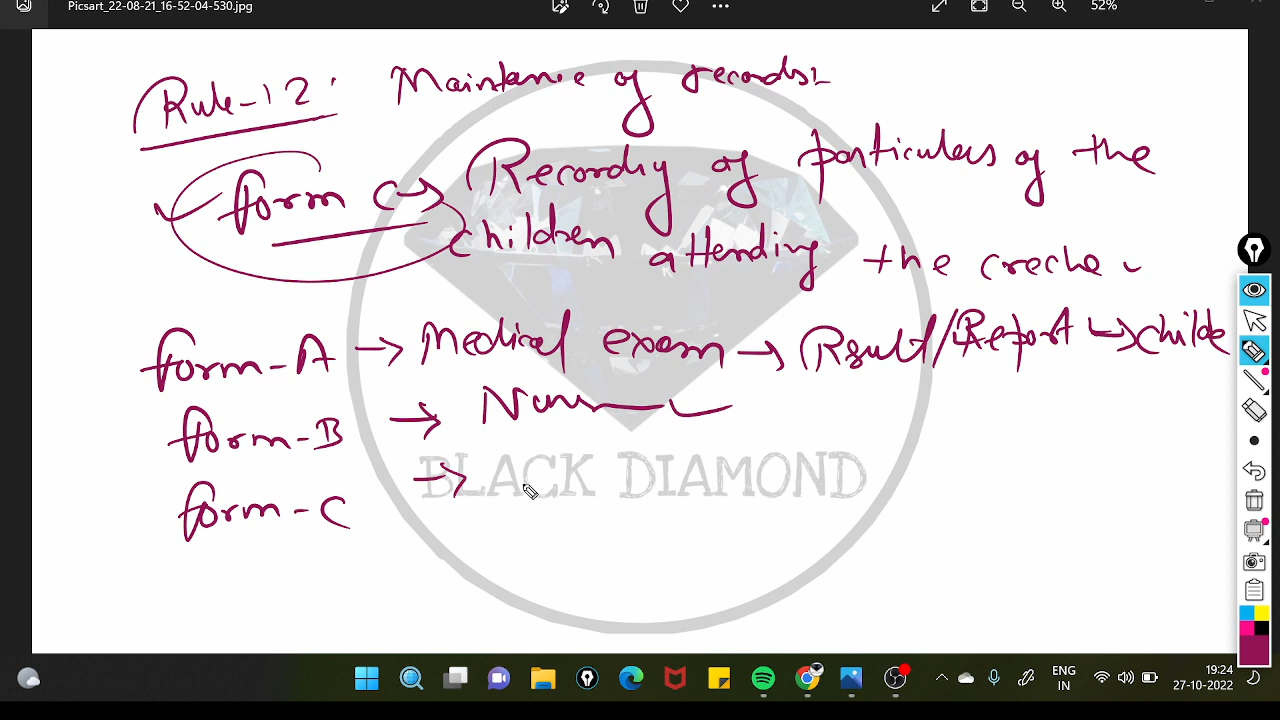 Picsart_22-08-21_16-52-04-530.jpg
52%
Rule-12: Maintance of records:-
form C → Recording of particulars of the
children attending the creche.
form-A → Medical exam → Result/Report → childe
form-B →
form-C →
BLACK DIAMOND
ENG
IN
19:24
27-10-2022